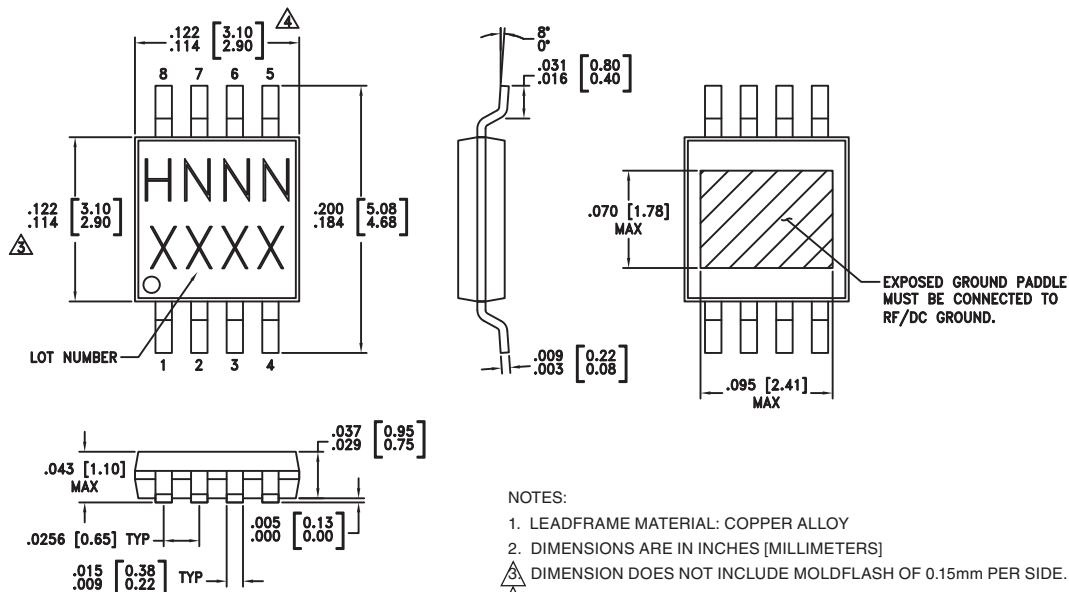 .122 [3.10]
.114 [2.90]
4
8 7 6 5
HNNN
XXXX
.122 [3.10]
.114 [2.90]
3
.200 [5.08]
.184 [4.68]
LOT NUMBER
1 2 3 4
8°
0°
.031 [0.80]
.016 [0.40]
.009 [0.22]
.003 [0.08]
.070 [1.78]
MAX
EXPOSED GROUND PADDLE
MUST BE CONNECTED TO
RF/DC GROUND.
.095 [2.41]
MAX
.037 [0.95]
.029 [0.75]
.043 [1.10]
MAX
.005 [0.13]
.000 [0.00]
.0256 [0.65] TYP
.015 [0.38]
.009 [0.22]
TYP
NOTES:
1. LEADFRAME MATERIAL: COPPER ALLOY
2. DIMENSIONS ARE IN INCHES [MILLIMETERS]
3. DIMENSION DOES NOT INCLUDE MOLDFLASH OF 0.15mm PER SIDE.